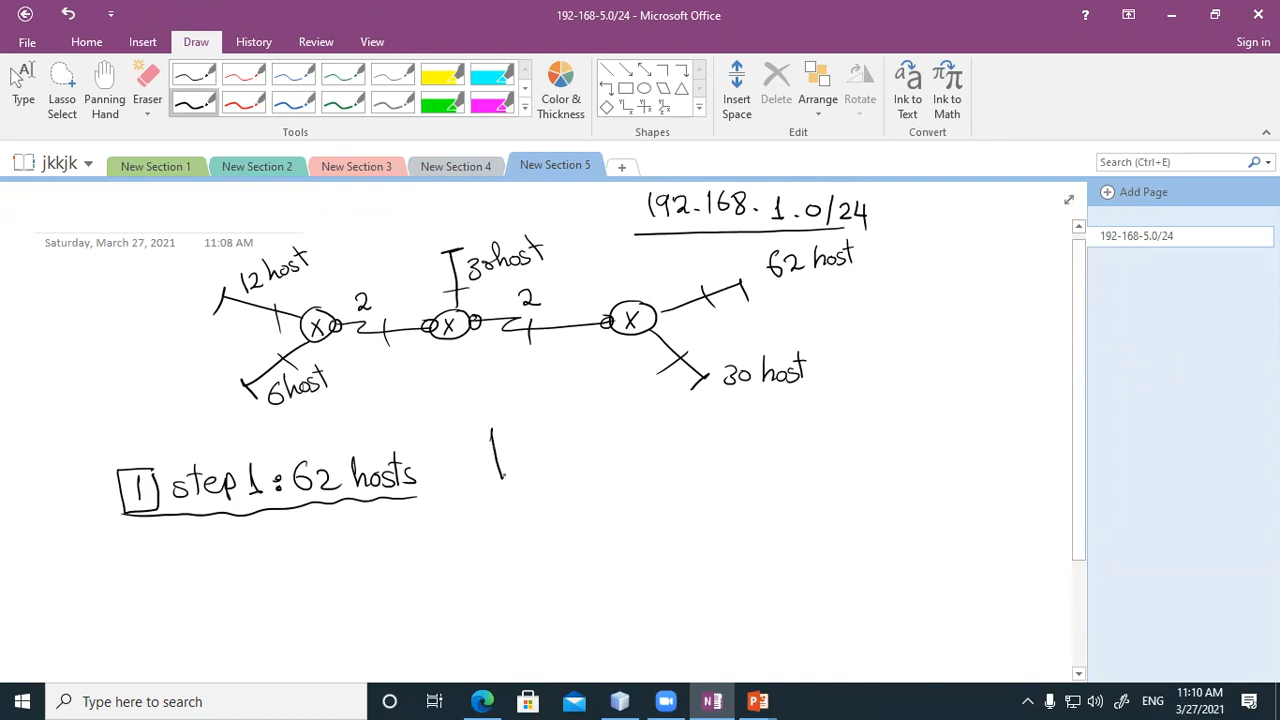 192-168-5.0/24 - Microsoft Office
File Home Insert Draw History Review View Sign in
Type
Lasso Select
Panning Hand
Eraser
Tools
Color & Thickness
Shapes
Insert Space
Delete
Arrange
Rotate
Edit
Ink to Text
Ink to Math
Convert
jkkjk New Section 1 New Section 2 New Section 3 New Section 4 New Section 5 Search (Ctrl+E)
Add Page
192-168-5.0/24
192.168.1.0/24
Saturday, March 27, 2021 11:08 AM
12 host
30 host
62 host
2
2
X
X
X
6 host
30 host
1 step 1 : 62 hosts
Type here to search
ENG
11:10 AM
3/27/2021